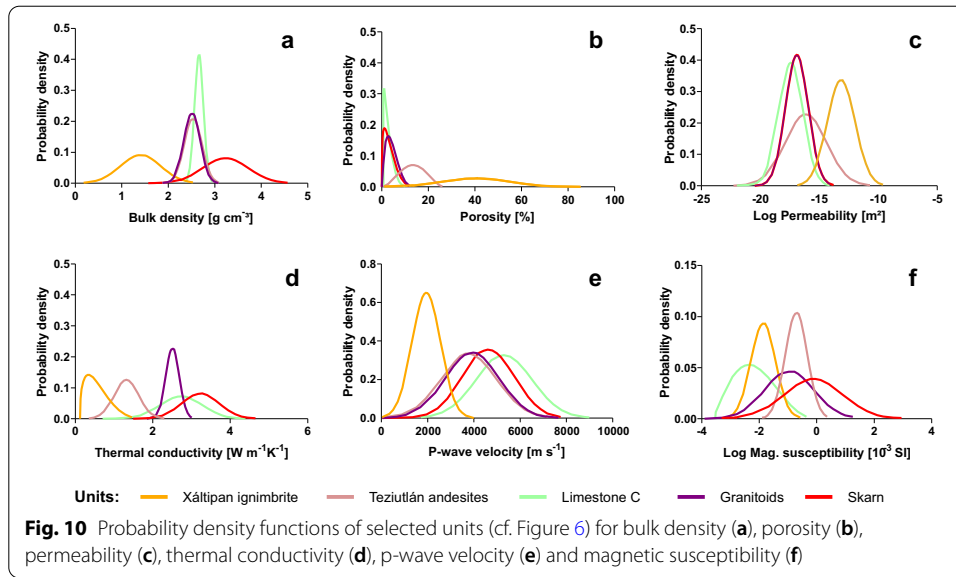 a
Probability density
0.5
0.4
0.3
0.2
0.1
0.0
0 1 2 3 4 5
Bulk density [g cm⁻³]
b
Probability density
0.5
0.4
0.3
0.2
0.1
0.0
0 20 40 60 80 100
Porosity [%]
c
Probability density
0.5
0.4
0.3
0.2
0.1
0.0
-25 -20 -15 -10 -5
Log Permeability [m²]
d
Probability density
0.5
0.4
0.3
0.2
0.1
0.0
0 2 4 6
Thermal conductivity [W m⁻¹K⁻¹]
e
Probability density
0.8
0.6
0.4
0.2
0.0
0 2000 4000 6000 8000 10000
P-wave velocity [m s⁻¹]
f
Probability density
0.15
0.10
0.05
0.00
-4 -2 0 2 4
Log Mag. susceptibility [10⁻³ SI]
Units: Xáltipan ignimbrite Teziutlán andesites Limestone C Granitoids Skarn
Fig. 10 Probability density functions of selected units (cf. Figure 6) for bulk density (a), porosity (b),
permeability (c), thermal conductivity (d), p-wave velocity (e) and magnetic susceptibility (f)